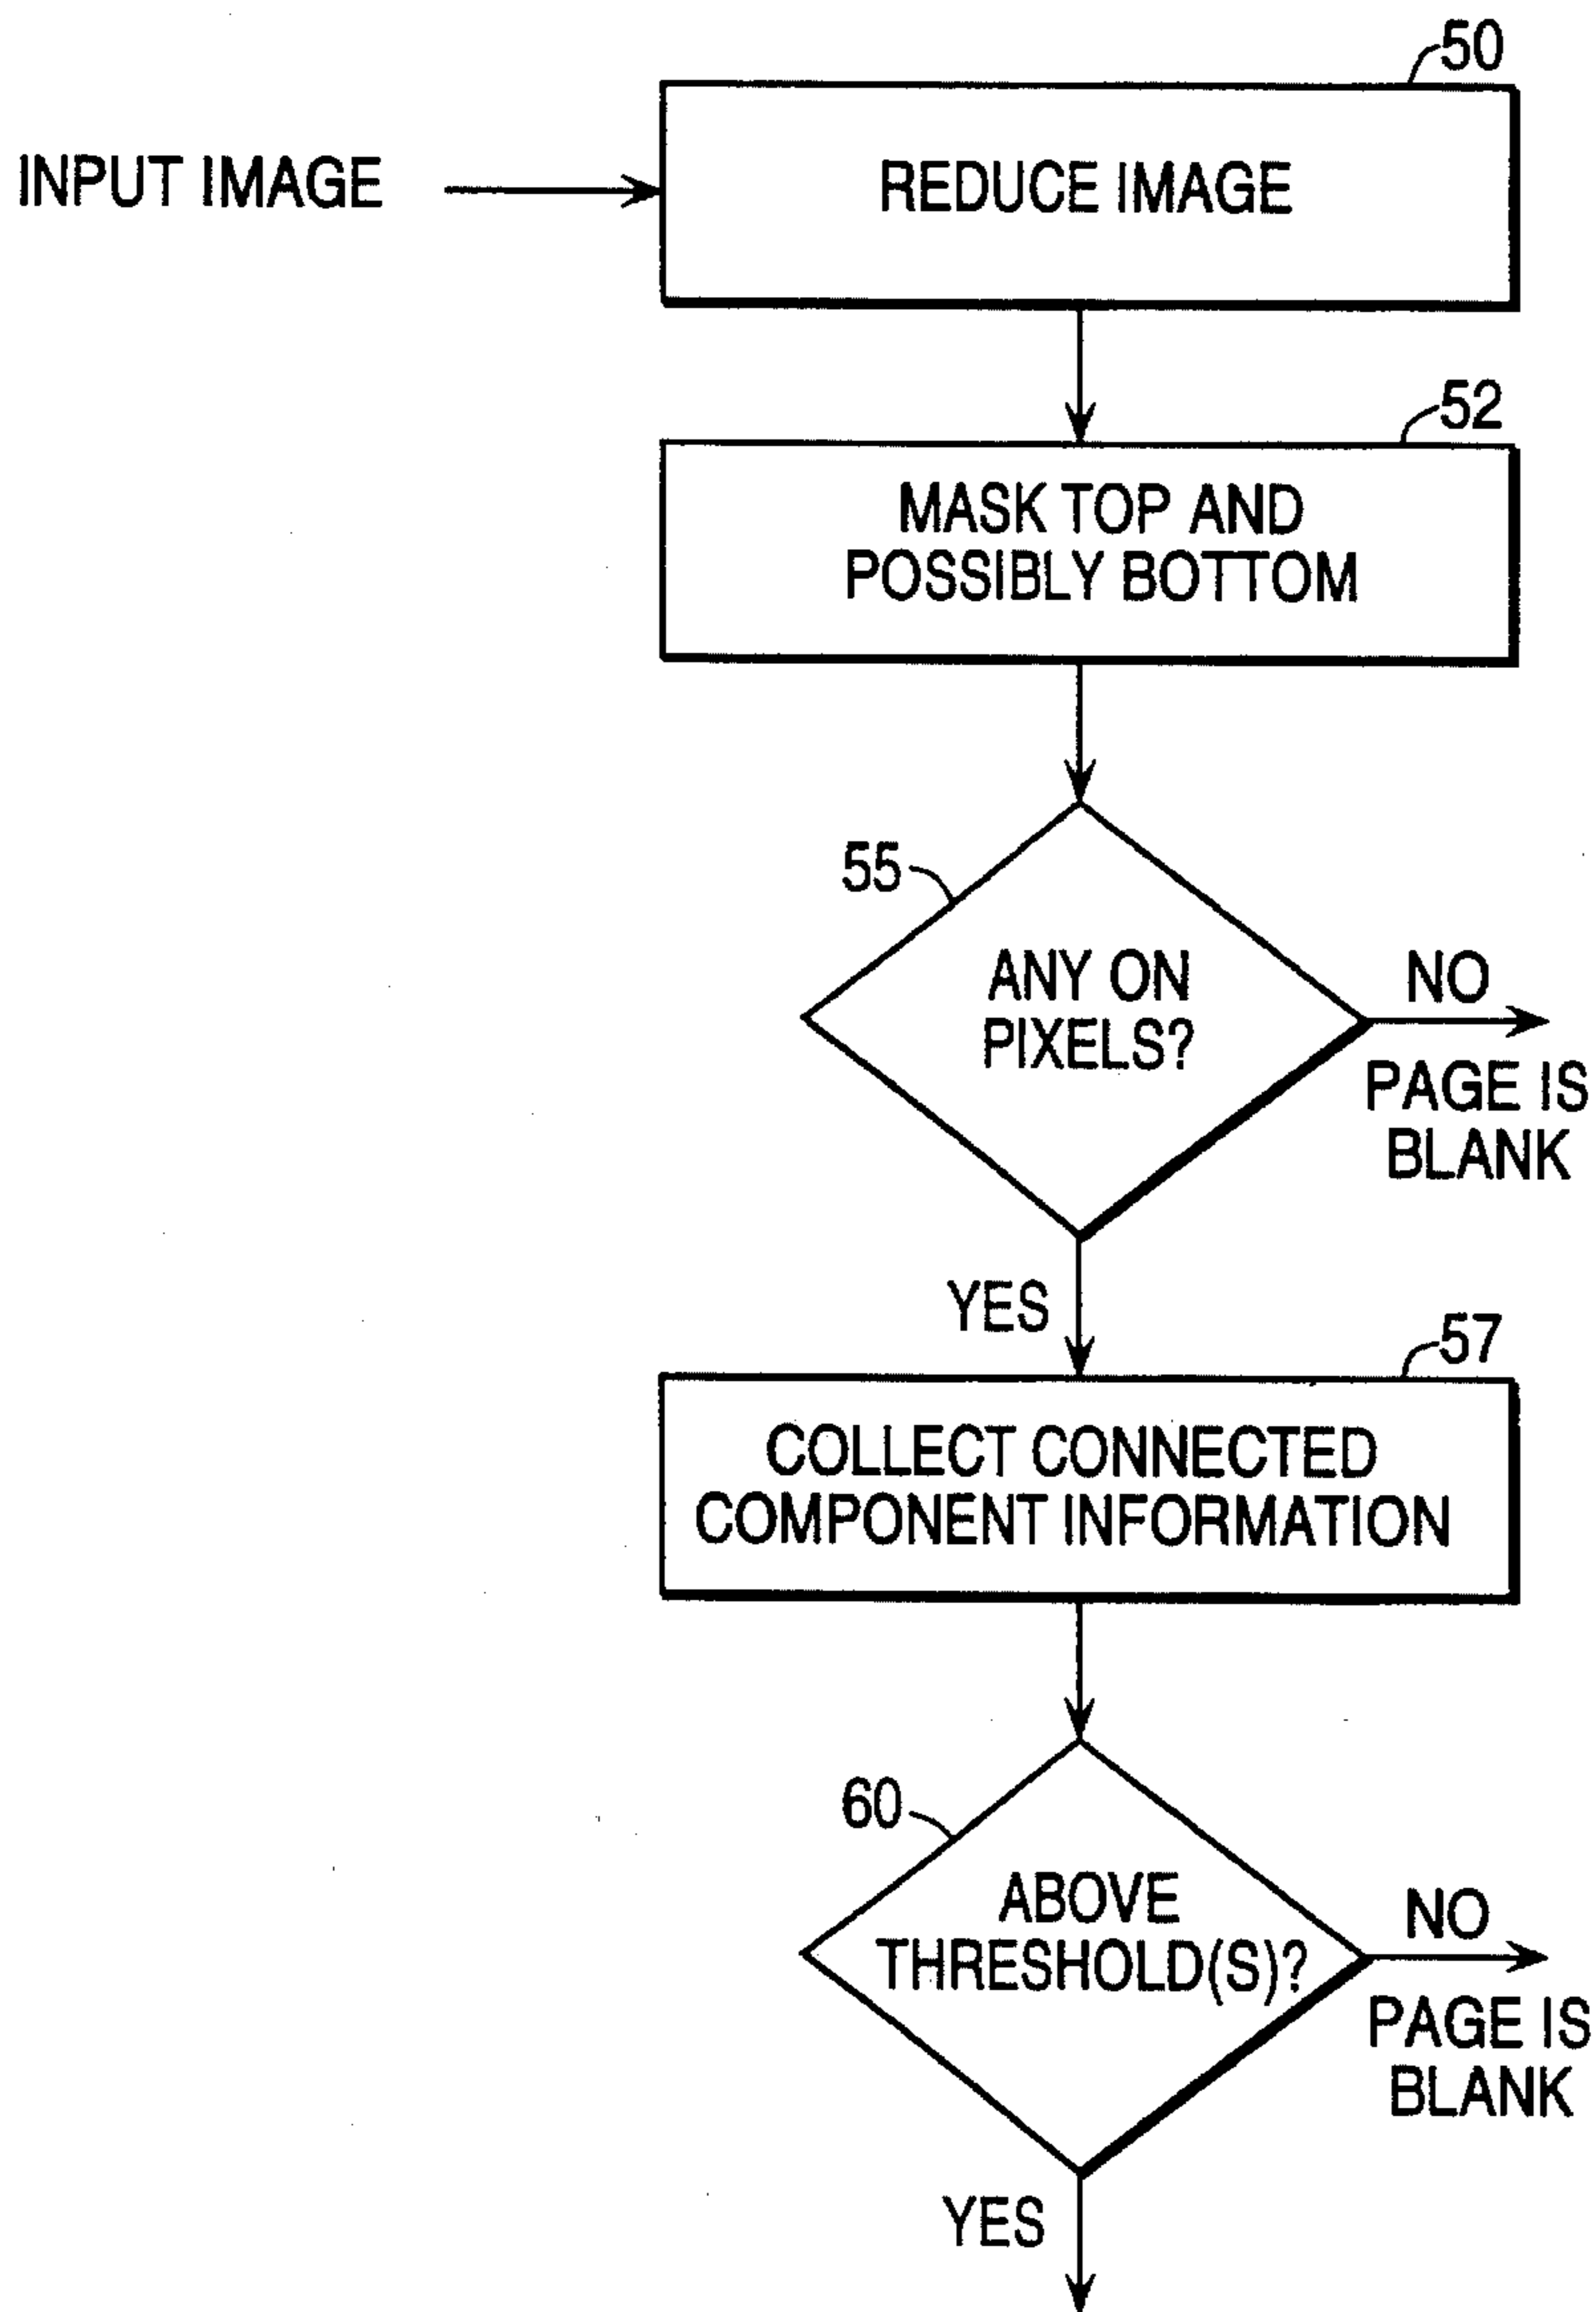 50
INPUT IMAGE
REDUCE IMAGE
52
MASK TOP AND
POSSIBLY BOTTOM
55
ANY ON
PIXELS?
NO
PAGE IS
BLANK
YES
57
COLLECT CONNECTED
COMPONENT INFORMATION
60
ABOVE
THRESHOLD(S)?
NO
PAGE IS
BLANK
YES